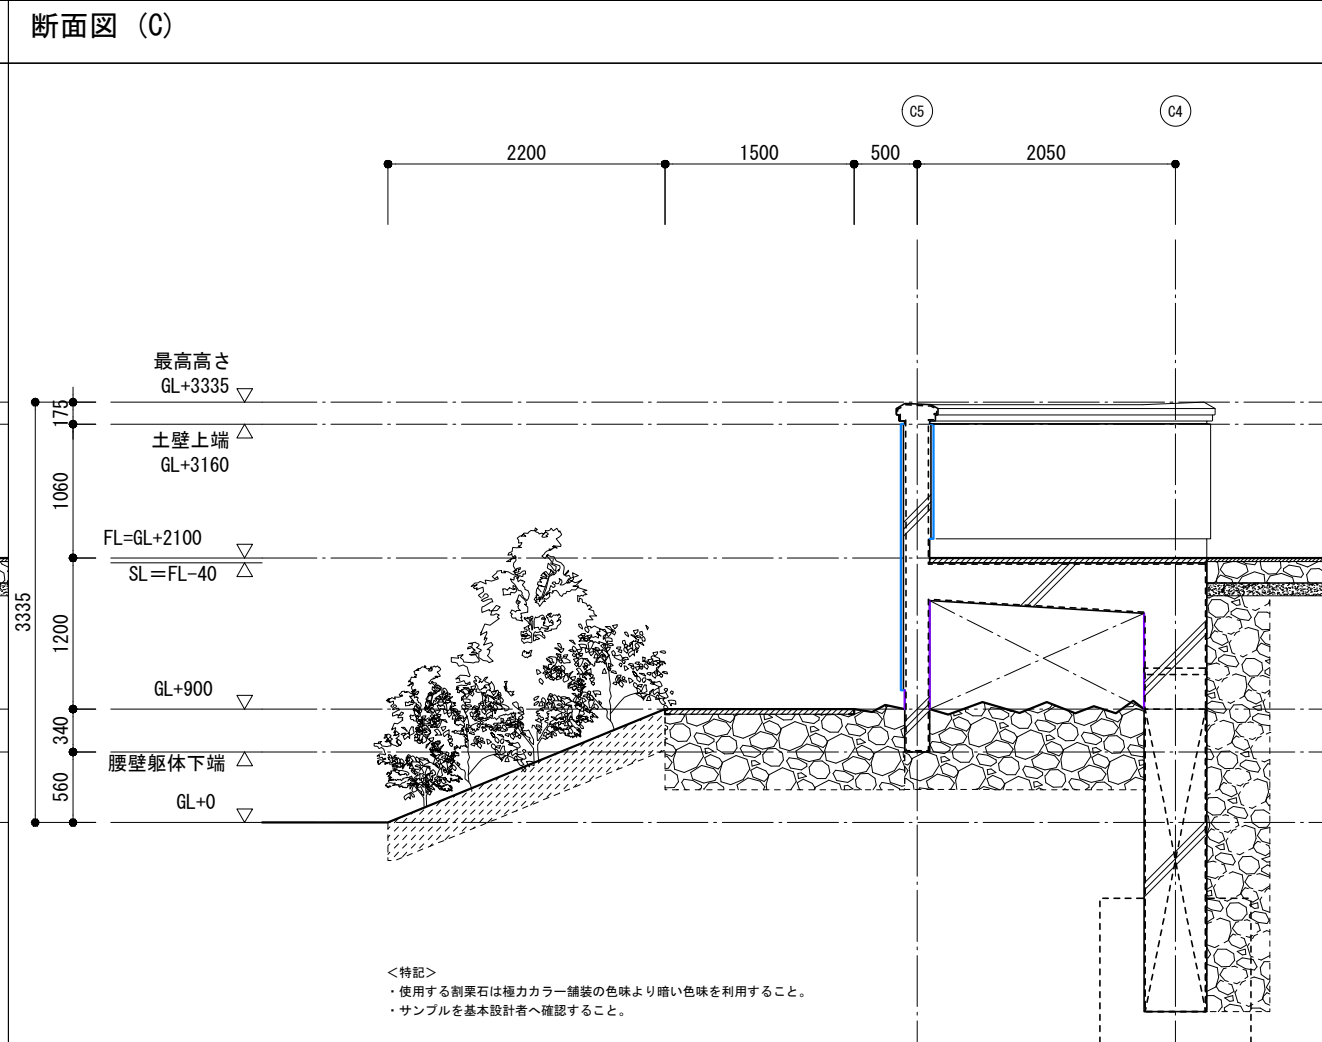 断面図 (C)
C5
C4
2200
1500
500
2050
最高高さ
GL+3335
175
土壁上端
GL+3160
1060
FL=GL+2100
SL=FL-40
3335
1200
GL+900
340
腰壁躯体下端
560
GL+0
<特記>
・使用する割栗石は極力カラー舗装の色味より暗い色味を利用すること。
・サンプルを基本設計者へ確認すること。